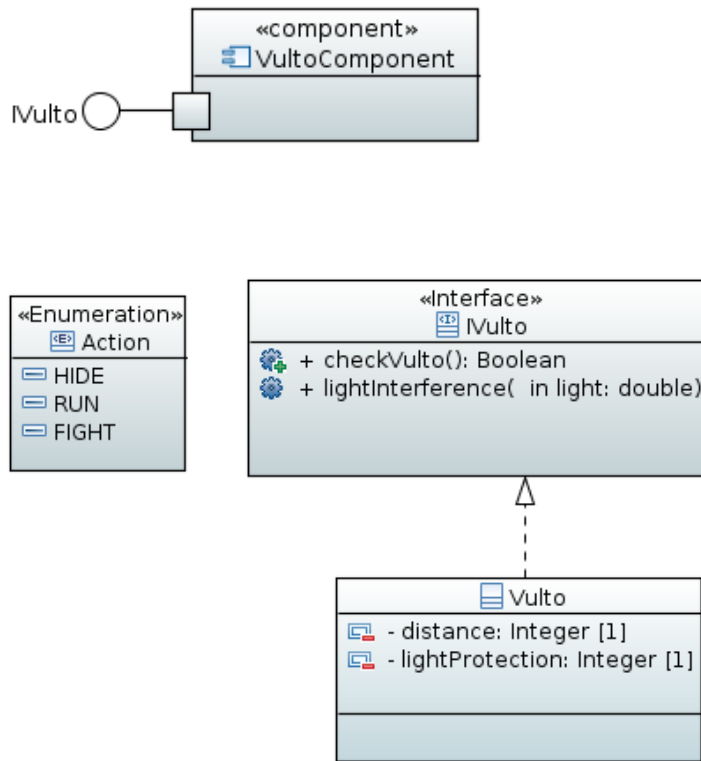 «component»
VultoComponent
IVulto
«Enumeration»
Action
HIDE
RUN
FIGHT
«Interface»
IVulto
+ checkVulto(): Boolean
+ lightInterference( in light: double)
Vulto
- distance: Integer [1]
- lightProtection: Integer [1]